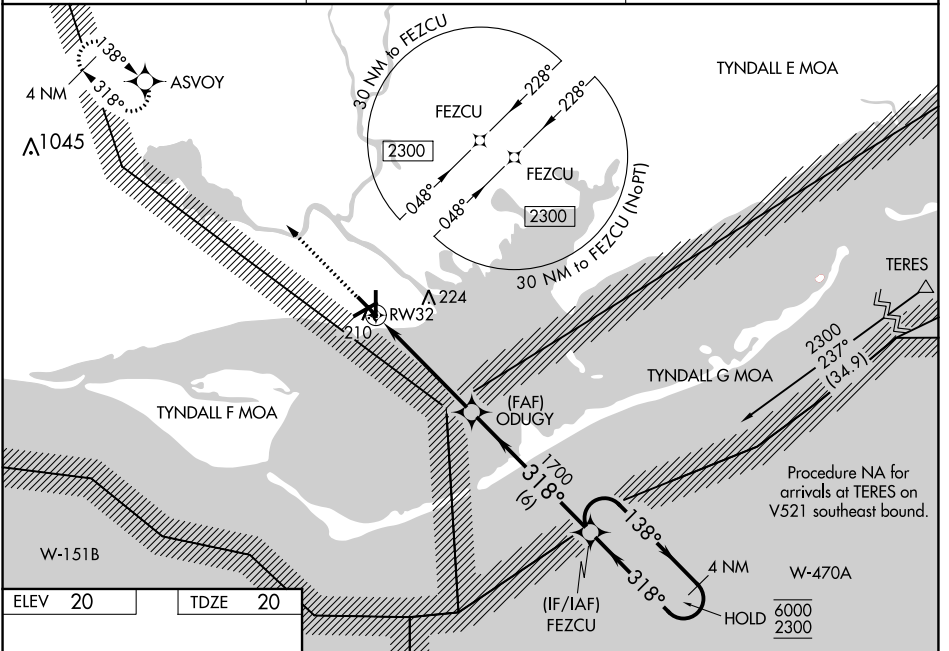 138°
318°
4 NM
ASVOY
1045
30 NM to FEZCU
228°
228°
FEZCU
2300
FEZCU
048°
048°
2300
30 NM to FEZCU (NoPT)
TYNDALL E MOA
TERES
224
RW32
210
2300
237°
(34.9)
TYNDALL G MOA
TYNDALL F MOA
(FAF)
ODUGY
1700
318°
(6)
Procedure NA for
arrivals at TERES on
V521 southeast bound.
138°
318°
4 NM
W-151B
W-470A
(IF/IAF)
FEZCU
HOLD
6000
2300
ELEV 20
TDZE 20